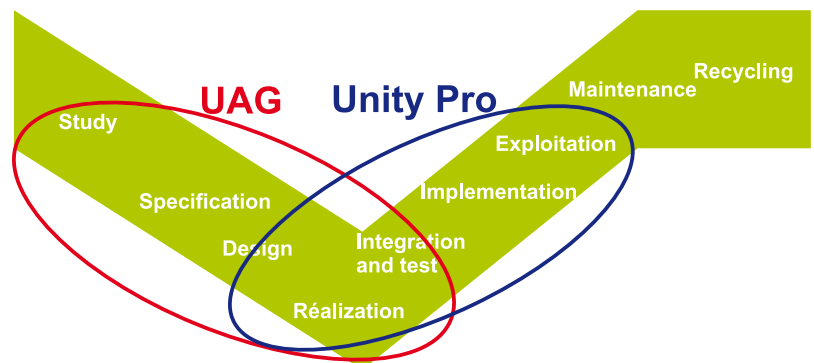 UAG
Unity Pro
Study
Specification
Design
Réalization
Integration
and test
Implementation
Exploitation
Maintenance
Recycling